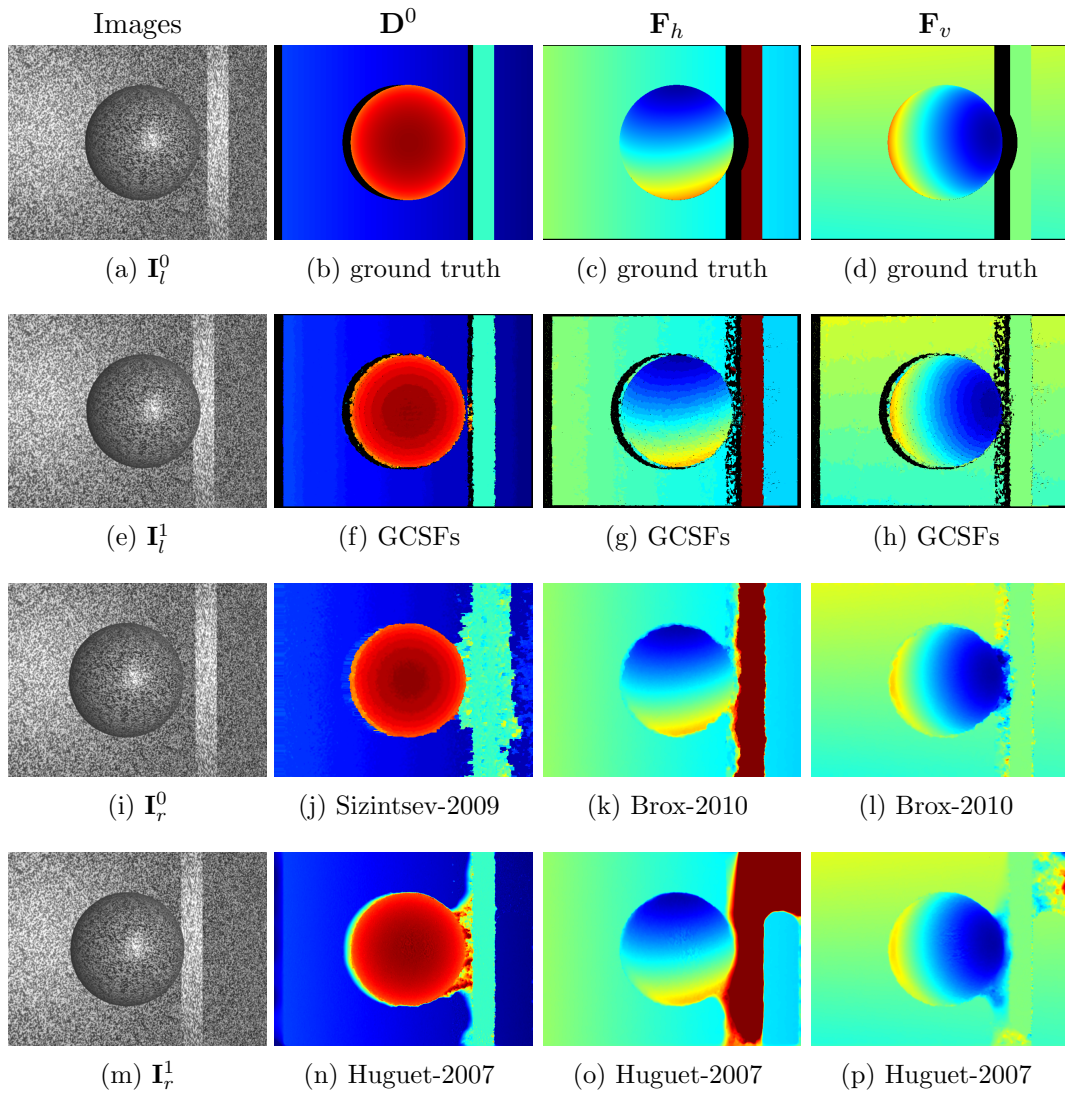 Images D⁰ F_h F_v
(a) I_l^0 (b) ground truth (c) ground truth (d) ground truth
(e) I_l^1 (f) GCSFs (g) GCSFs (h) GCSFs
(i) I_r^0 (j) Sizintsev-2009 (k) Brox-2010 (l) Brox-2010
(m) I_r^1 (n) Huguet-2007 (o) Huguet-2007 (p) Huguet-2007